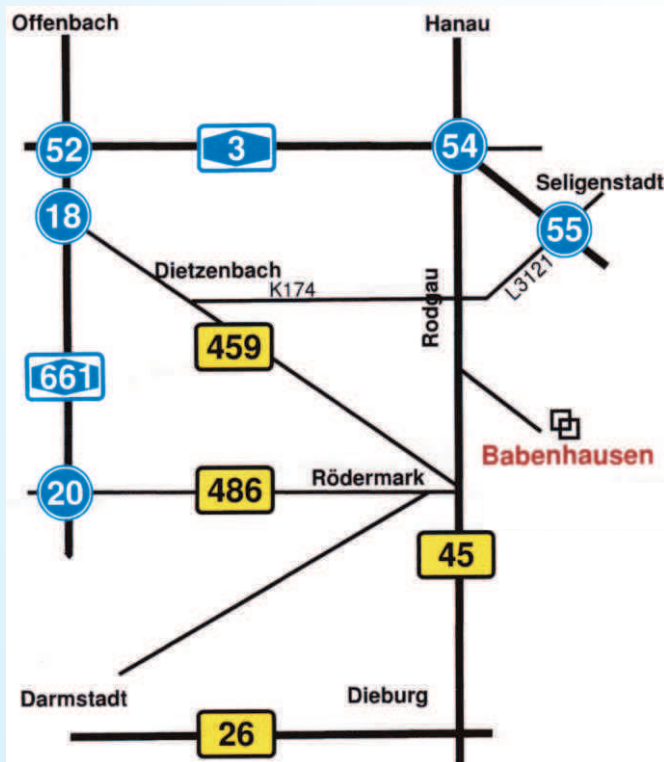 Offenbach
Hanau
52
3
54
Seligenstadt
18
55
Dietzenbach
K174
L3121
Rodgau
459
661
Babenhausen
Rödermark
20
486
45
Darmstadt
Dieburg
26